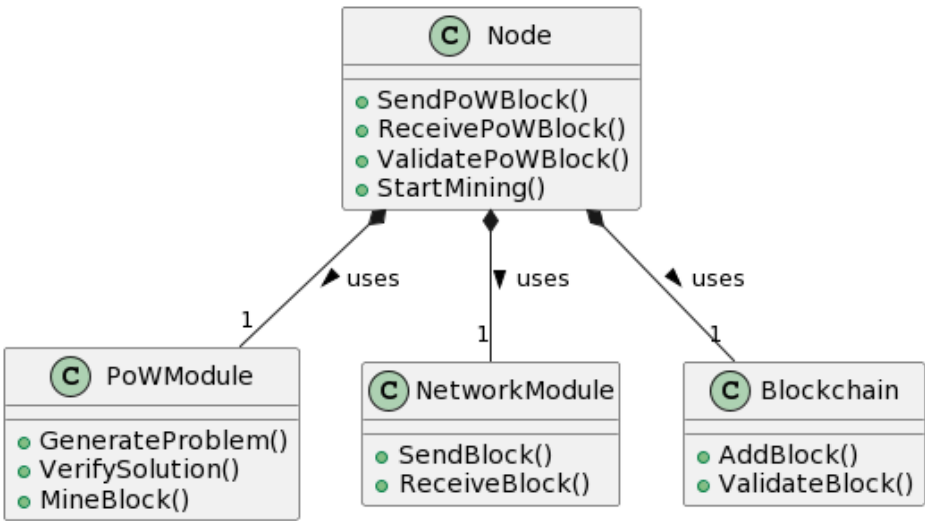 C Node
SendPoWBlock()
ReceivePoWBlock()
ValidatePoWBlock()
StartMining()
uses
uses
uses
1
1
1
C PoWModule
GenerateProblem()
VerifySolution()
MineBlock()
C NetworkModule
SendBlock()
ReceiveBlock()
C Blockchain
AddBlock()
ValidateBlock()